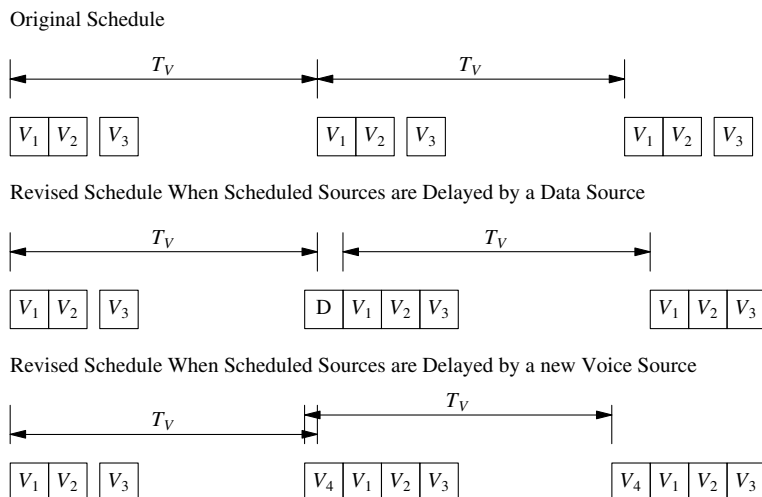 Original Schedule
T_V T_V
V_1 V_2 V_3 V_1 V_2 V_3 V_1 V_2 V_3
Revised Schedule When Scheduled Sources are Delayed by a Data Source
T_V T_V
V_1 V_2 V_3 D V_1 V_2 V_3 V_1 V_2 V_3
Revised Schedule When Scheduled Sources are Delayed by a new Voice Source
T_V T_V
V_1 V_2 V_3 V_4 V_1 V_2 V_3 V_4 V_1 V_2 V_3